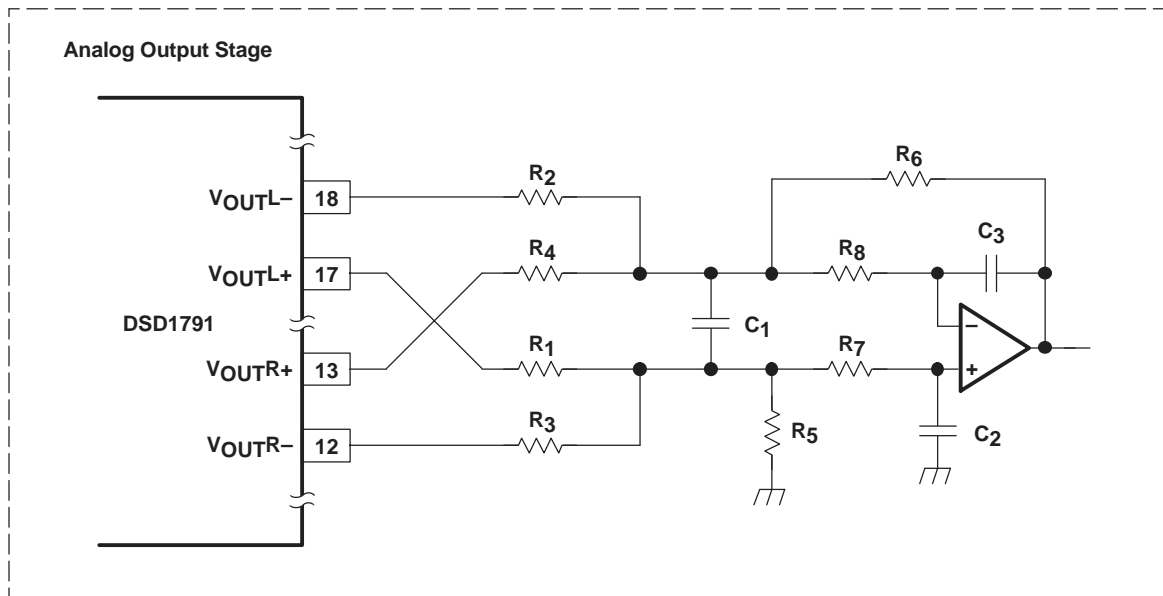 Analog Output Stage
VOUTL–
18
R2
R6
VOUTL+
17
R4
R8
C3
DSD1791
C1
–
VOUTR+
13
R1
R7
+
VOUTR–
12
R3
R5
C2